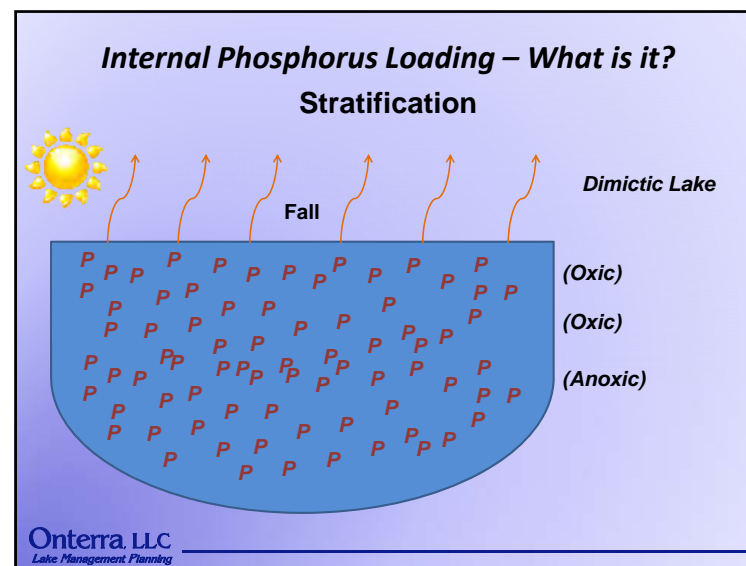 Internal Phosphorus Loading – What is it?
Stratification
Dimictic Lake
Fall
P P P P P P P P P P P P
P P P P P P
P P P P P P
P P P P P P P P
P P P P P P P P
P P P P P P P P P P
P P P P P P P P P
P P P P P P P
P P P P P P P P
P P P P P P
P P P P
(Oxic)
(Oxic)
(Anoxic)
Onterra, LLC
Lake Management Planning